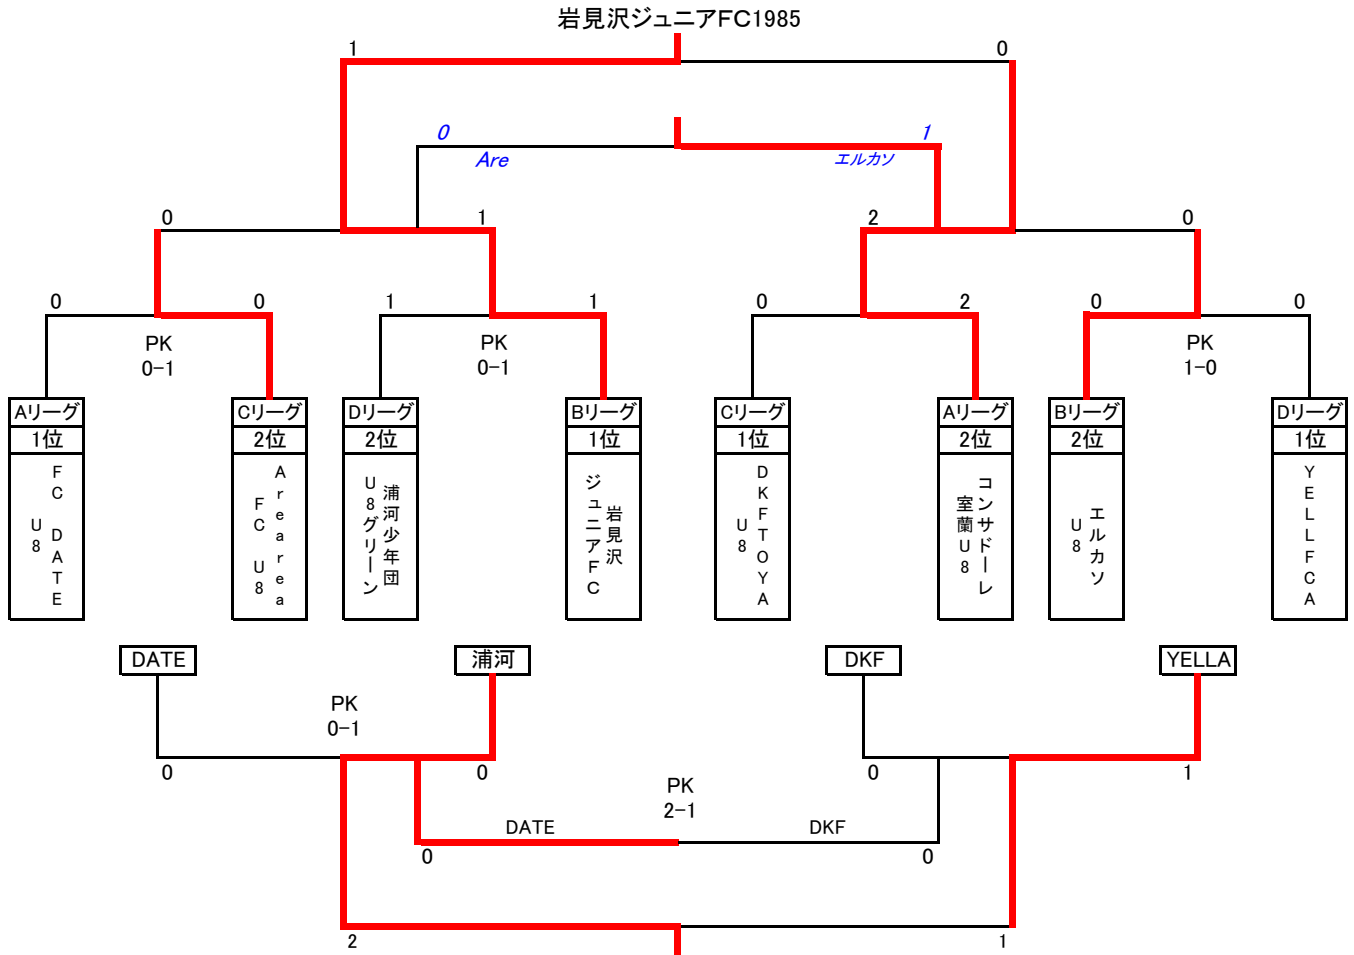 岩見沢ジュニアFC1985
1 0
0 1
Are エルカソ
0 1 2 0
0 0 1 1 0 2 0 0
PK PK PK
0-1 0-1 1-0
Aリーグ Cリーグ Dリーグ Bリーグ Cリーグ Aリーグ Bリーグ Dリーグ
1位 2位 2位 1位 1位 2位 2位 1位
FC DATE
U8
Arearea
FC U8
浦河少年団
U8グリーン
岩見沢
ジュニアFC
DKFTOYA
U8
コンサドーレ
室蘭U8
エルカソ
U8
YELLFCA
DATE 浦河 DKF YELLA
PK
0-1
0 0 0 1
PK
2-1
DATE DKF
0 0
2 1